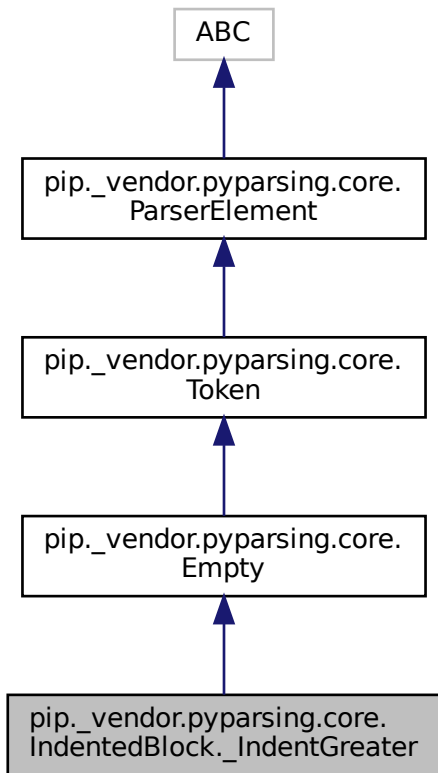 ABC
pip._vendor.pyparsing.core.
ParserElement
pip._vendor.pyparsing.core.
Token
pip._vendor.pyparsing.core.
Empty
pip._vendor.pyparsing.core.
IndentedBlock._IndentGreater